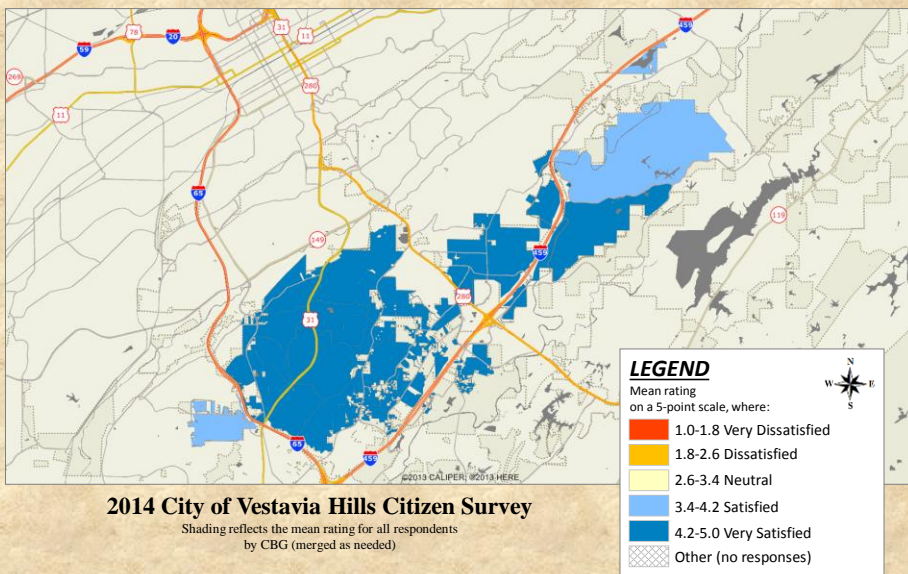 59
78
20
31
11
459
269
280
11
65
119
149
459
280
31
65
459
©2013 CALIPER; ©2013 HERE
LEGEND
Mean rating
on a 5-point scale, where:
1.0-1.8 Very Dissatisfied
1.8-2.6 Dissatisfied
2.6-3.4 Neutral
3.4-4.2 Satisfied
4.2-5.0 Very Satisfied
Other (no responses)
N
W
E
S
2014 City of Vestavia Hills Citizen Survey
Shading reflects the mean rating for all respondents
by CBG (merged as needed)